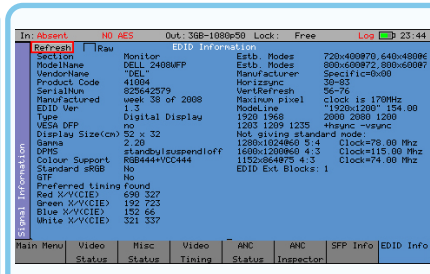 In: Absent NO AES Out: 3GB-1080p50 Lock: Free Log 23:44
Refresh Raw EDID Information
Section Monitor
ModelName DELL 2408WFP
VendorName "DEL"
Product Code 41004
SerialNum 825642579
Manufactured week 38 of 2008
EDID Ver 1.3
Type Digital Display
VESA DFP no
Display Size(cm) 52 x 32
Gamma 2.20
DPMS standby|suspend|off
Colour Support RGB444+YCC444
Standard sRGB No
GTF No
Preferred timing found
Red X/Y(CIE) 690 327
Green X/Y(CIE) 192 723
Blue X/Y(CIE) 152 66
White X/Y(CIE) 321 337
Estb. Modes 720x400@70,640x480@6
Estb. Modes 800x600@72,800x600@7
Manufacturer Specific=0x00
Horizsync 30-83
VertRefresh 56-76
Maximum pixel clock is 170MHz
ModeLine "1920x1200" 154.00
1920 1968 2000 2080 1200
1203 1209 1235 +hsync -vsync
Not giving standard mode:
1280x1024@60 5:4 Clock=78.00 Mhz
1600x1200@60 4:3 Clock=115.00 Mhz
1152x864@75 4:3 Clock=74.00 Mhz
EDID Ext Blocks: 1
Signal Information
Main Menu
Video Status
Misc Status
Video Timing
ANC Status
ANC Inspector
SFP Info
EDID Info